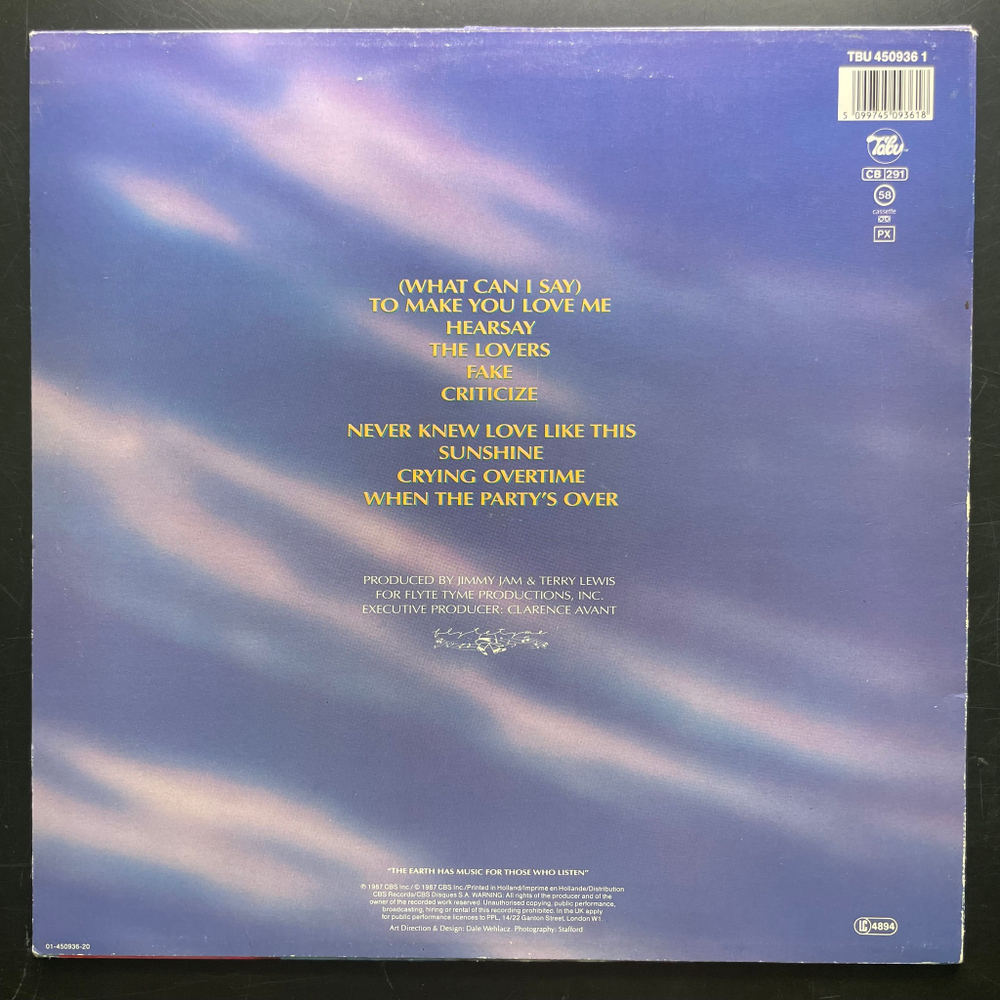 TBU 450936 1
5 099745 093618
Tabu
CB 291
58
cassette
PX
(WHAT CAN I SAY)
TO MAKE YOU LOVE ME
HEARSAY
THE LOVERS
FAKE
CRITICIZE
NEVER KNEW LOVE LIKE THIS
SUNSHINE
CRYING OVERTIME
WHEN THE PARTY'S OVER
PRODUCED BY JIMMY JAM & TERRY LEWIS
FOR FLYTE TYME PRODUCTIONS, INC.
EXECUTIVE PRODUCER: CLARENCE AVANT
flyte tyme
"THE EARTH HAS MUSIC FOR THOSE WHO LISTEN"
℗ 1987 CBS Inc./ © 1987 CBS Inc./Printed in Holland/Imprimé en Hollande/Distribution
CBS Records/CBS Disques S.A. WARNING: All rights of the producer and of the
owner of the recorded work reserved. Unauthorised copying, public performance,
broadcasting, hiring or rental of this recording prohibited. In the UK apply
for public performance licences to PPL, 14/22 Ganton Street, London W1.
Art Direction & Design: Dale Wehlacz. Photography: Stafford
LC 4894
01-450936-20